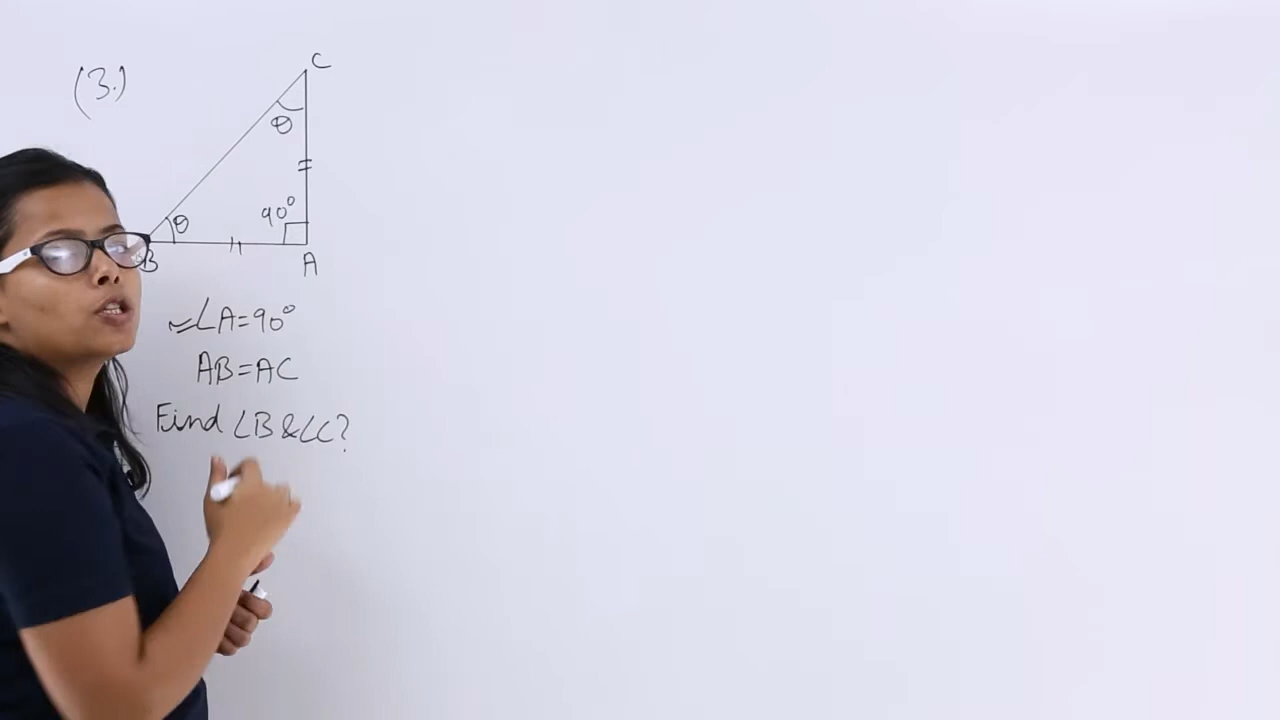 (3.)
C
θ
90°
θ
B
A
∠A=90°
AB=AC
Find ∠B & ∠C?